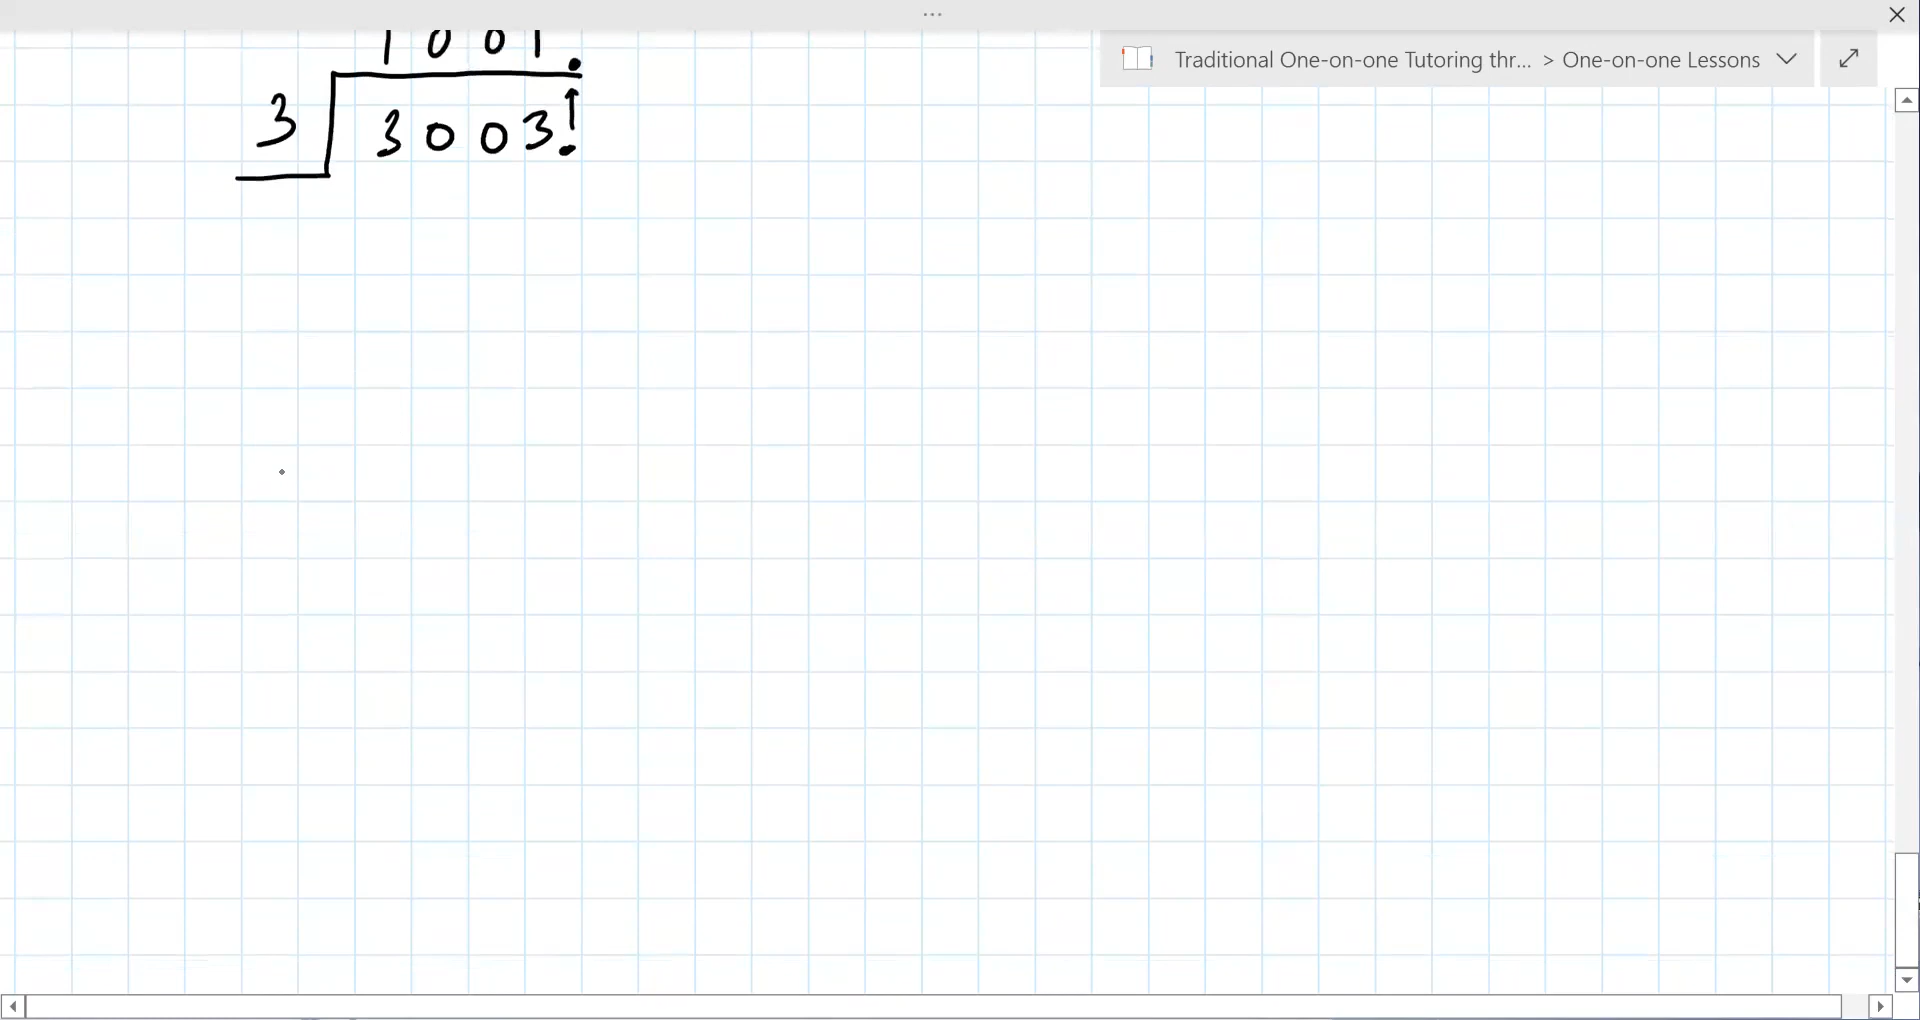 ...
Traditional One-on-one Tutoring thr... > One-on-one Lessons
1 0 0 1 .
3 3 0 0 3 .